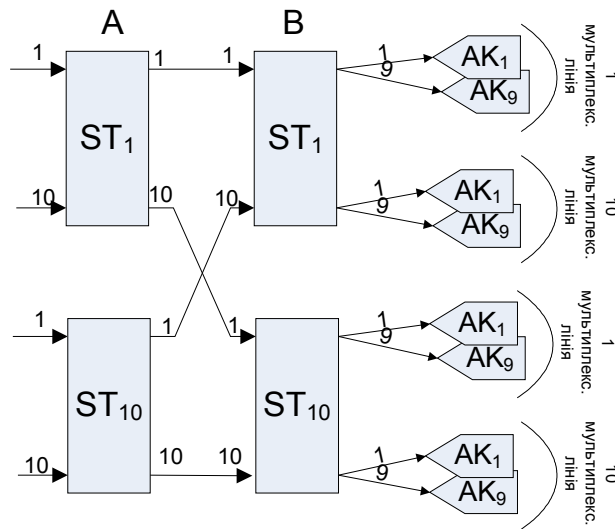 A B
1 1 1 1 9 AK1 AK9 1 мультиплекс. лінія
ST1 ST1
10 10 10 1 9 AK1 AK9 10 мультиплекс. лінія
1 1 1 1 9 AK1 AK9 1 мультиплекс. лінія
ST10 ST10
10 10 10 1 9 AK1 AK9 10 мультиплекс. лінія